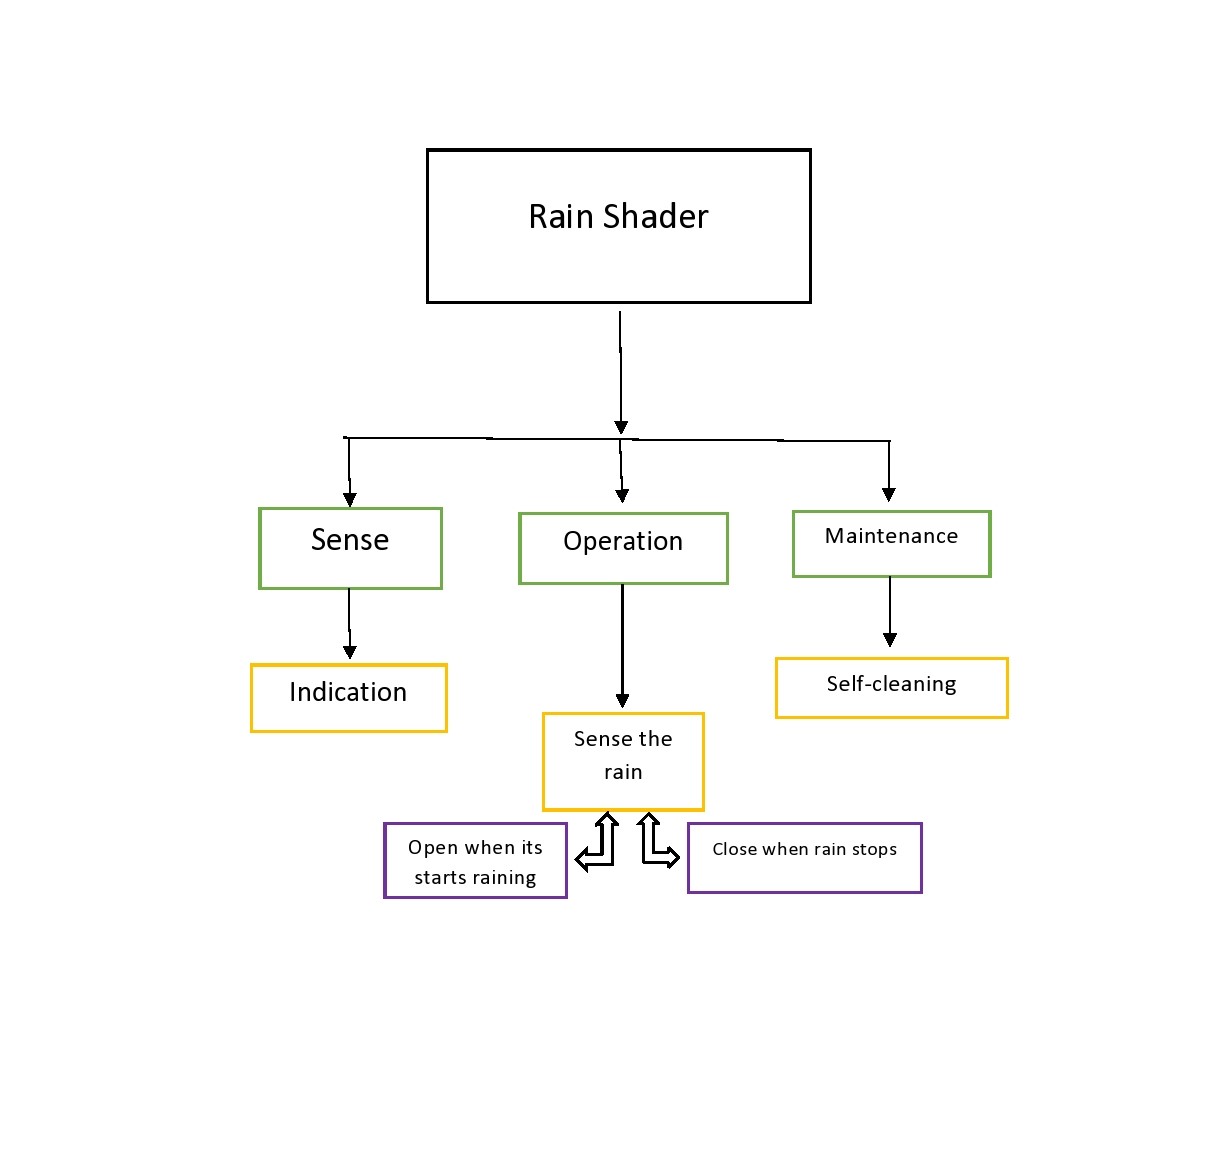 Rain Shader
Sense
Operation
Maintenance
Indication
Self-cleaning
Sense the
rain
Open when its
starts raining
Close when rain stops